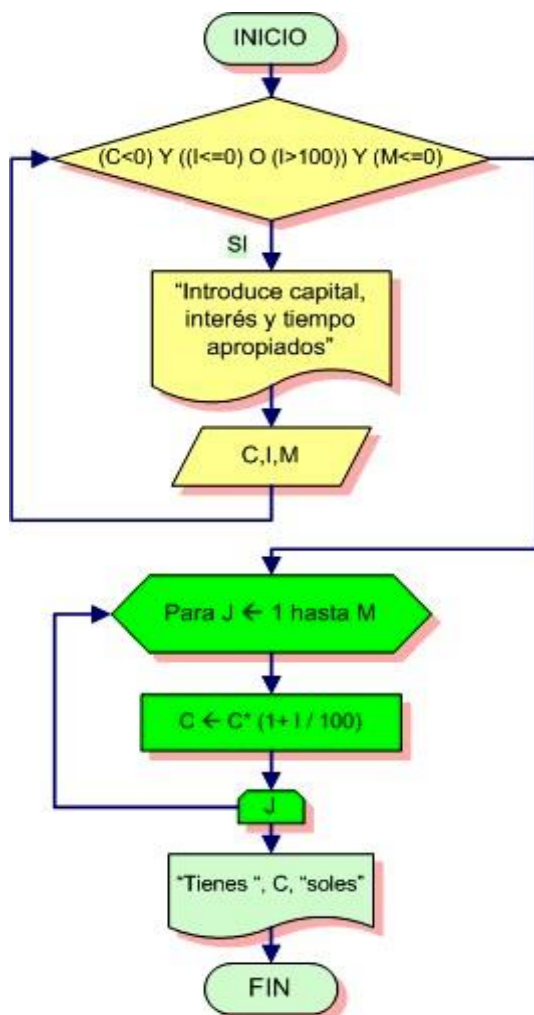 INICIO
(C<0) Y ((I<=0) O (I>100)) Y (M<=0)
SI
“Introduce capital,
interés y tiempo
apropiados”
C,I,M
Para J ← 1 hasta M
C ← C* (1+ I / 100)
J
“Tienes “, C, “soles”
FIN